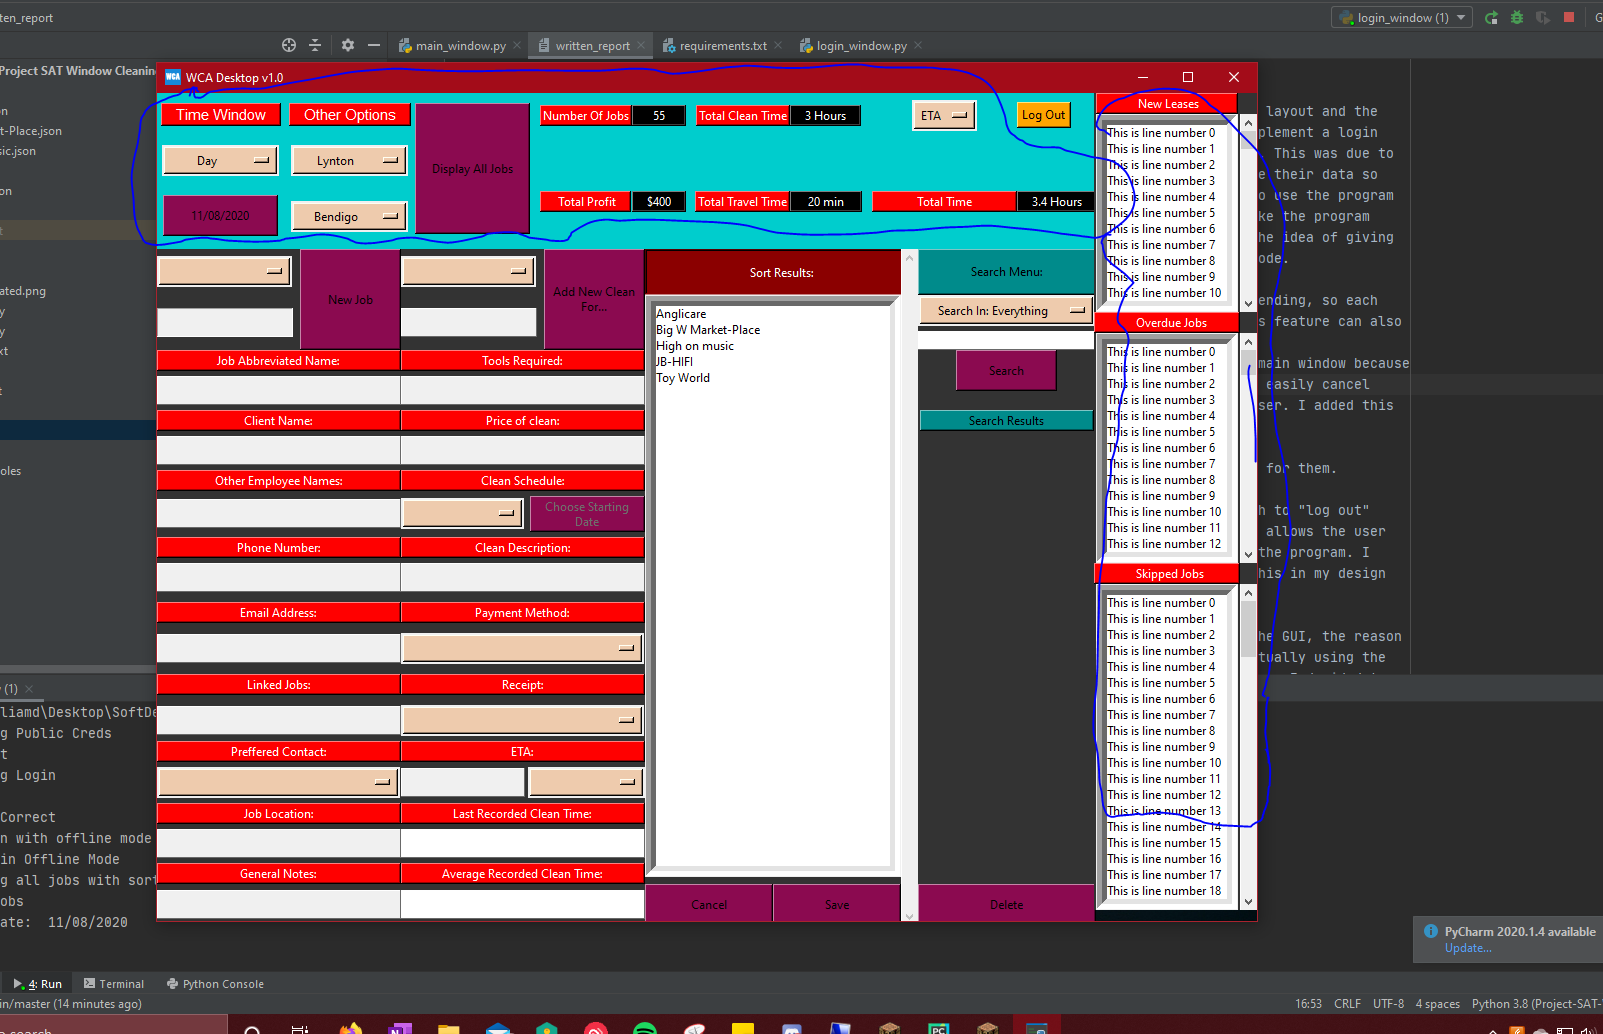 ten_report
login_window (1)
G
main_window.py
written_report
requirements.txt
login_window.py
Project SAT Window Cleaning
on
t-Place.json
sic.json
on
t
ated.png
y
y
xt
t
oles
WCA WCA Desktop v1.0
Time Window
Other Options
Day
Lynton
11/08/2020
Bendigo
Display All Jobs
Number Of Jobs 55
Total Clean Time 3 Hours
ETA
Log Out
Total Profit $400
Total Travel Time 20 min
Total Time 3.4 Hours
New Job
Add New Clean
For...
Job Abbreviated Name:
Tools Required:
Client Name:
Price of clean:
Other Employee Names:
Clean Schedule:
Choose Starting
Date
Phone Number:
Clean Description:
Email Address:
Payment Method:
Linked Jobs:
Receipt:
Preffered Contact:
ETA:
Job Location:
Last Recorded Clean Time:
General Notes:
Average Recorded Clean Time:
Sort Results:
Anglicare
Big W Market-Place
High on music
JB-HIFI
Toy World
Cancel
Save
Search Menu:
Search In: Everything
Search
Search Results
Delete
New Leases
This is line number 0
This is line number 1
This is line number 2
This is line number 3
This is line number 4
This is line number 5
This is line number 6
This is line number 7
This is line number 8
This is line number 9
This is line number 10
Overdue Jobs
This is line number 0
This is line number 1
This is line number 2
This is line number 3
This is line number 4
This is line number 5
This is line number 6
This is line number 7
This is line number 8
This is line number 9
This is line number 10
This is line number 11
This is line number 12
Skipped Jobs
This is line number 0
This is line number 1
This is line number 2
This is line number 3
This is line number 4
This is line number 5
This is line number 6
This is line number 7
This is line number 8
This is line number 9
This is line number 10
This is line number 11
This is line number 12
This is line number 13
This is line number 14
This is line number 15
This is line number 16
This is line number 17
This is line number 18
layout and the
plement a login
This was due to
e their data so
o use the program
ke the program
he idea of giving
ode.
ending, so each
s feature can also
main window because
easily cancel
ser. I added this
for them.
h to "log out"
allows the user
the program. I
his in my design
he GUI, the reason
tually using the
(1)
liamd\Desktop\SoftDe
g Public Creds
t
g Login
Correct
n with offline mode
in Offline Mode
g all jobs with sort
obs
ate: 11/08/2020
PyCharm 2020.1.4 available
Update...
4: Run
Terminal
Python Console
in/master (14 minutes ago)
16:53 CRLF UTF-8 4 spaces Python 3.8 (Project-SAT-
o search